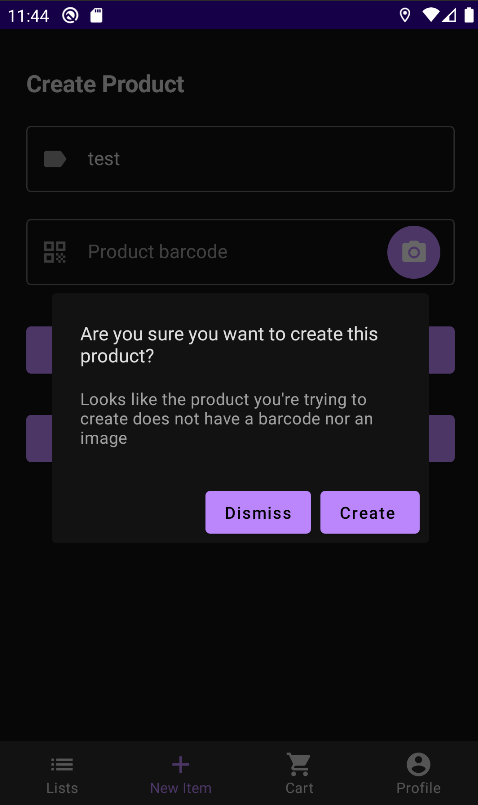 11:44
Create Product
test
Product barcode
Are you sure you want to create this
product?
Looks like the product you're trying to
create does not have a barcode nor an
image
Dismiss
Create
Lists
New Item
Cart
Profile